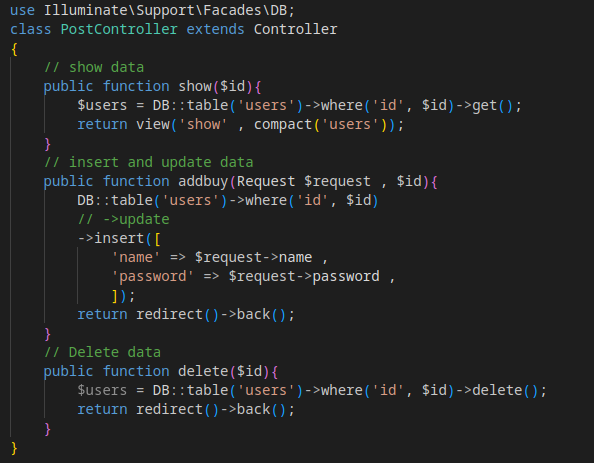 use Illuminate\Support\Facades\DB;
class PostController extends Controller
{
    // show data
    public function show($id){
        $users = DB::table('users')->where('id', $id)->get();
        return view('show' , compact('users'));
    }
    // insert and update data
    public function addbuy(Request $request , $id){
        DB::table('users')->where('id', $id)
        // ->update
        ->insert([
            'name' => $request->name ,
            'password' => $request->password ,
            ]);
        return redirect()->back();
    }
    // Delete data
    public function delete($id){
        $users = DB::table('users')->where('id', $id)->delete();
        return redirect()->back();
    }
}